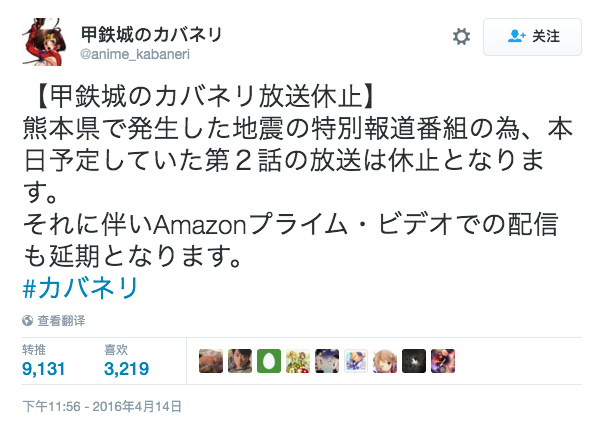 甲鉄城のカバネリ
@anime_kabaneri
关注
【甲鉄城のカバネリ放送休止】
熊本県で発生した地震の特別報道番組の為、本
日予定していた第２話の放送は休止となりま
す。
それに伴いAmazonプライム・ビデオでの配信
も延期となります。
#カバネリ
查看翻译
转推 喜欢
9,131 3,219
下午11:56 - 2016年4月14日